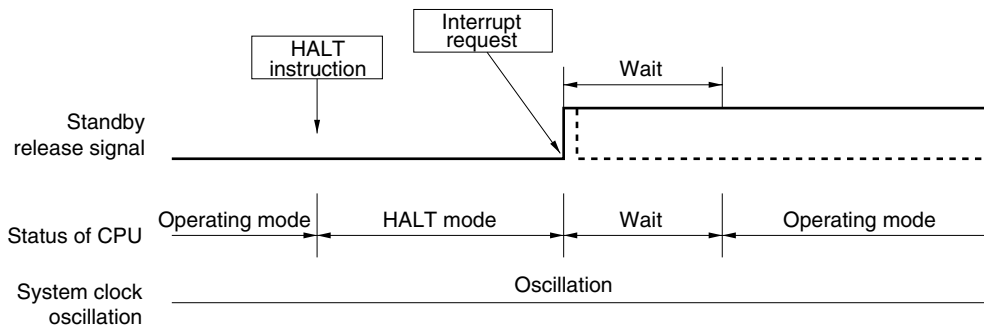 Interrupt
request
HALT
instruction
Wait
Standby
release signal
Operating mode
HALT mode
Wait
Operating mode
Status of CPU
Oscillation
System clock
oscillation